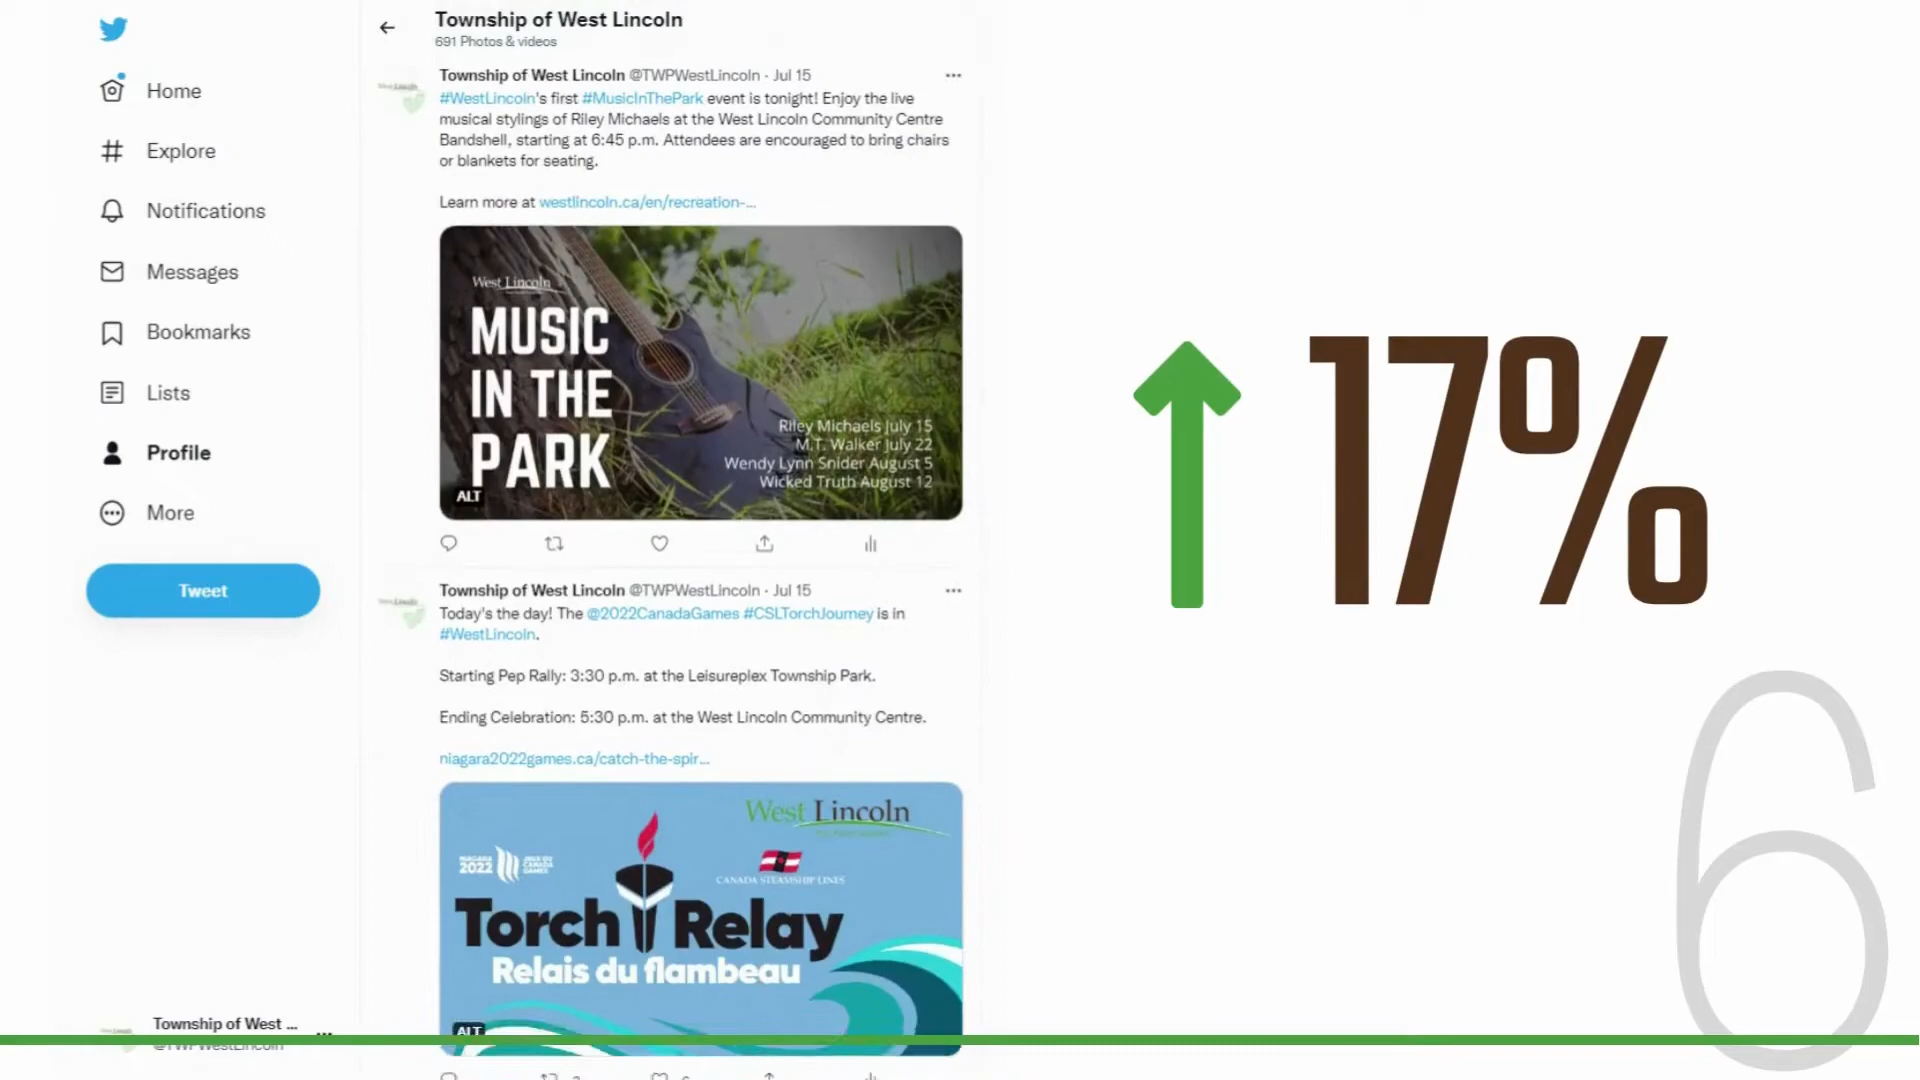 Home
Explore
Notifications
Messages
Bookmarks
Lists
Profile
More
Tweet
Township of West ...
@TWPWestLincoln
Township of West Lincoln
691 Photos & videos
Township of West Lincoln @TWPWestLincoln · Jul 15
#WestLincoln's first #MusicInThePark event is tonight! Enjoy the live
musical stylings of Riley Michaels at the West Lincoln Community Centre
Bandshell, starting at 6:45 p.m. Attendees are encouraged to bring chairs
or blankets for seating.
Learn more at westlincoln.ca/en/recreation-...
West Lincoln
MUSIC
IN THE
PARK
Riley Michaels July 15
M.T. Walker July 22
Wendy Lynn Snider August 5
Wicked Truth August 12
ALT
Township of West Lincoln @TWPWestLincoln · Jul 15
Today's the day! The @2022CanadaGames #CSLTorchJourney is in
#WestLincoln.
Starting Pep Rally: 3:30 p.m. at the Leisureplex Township Park.
Ending Celebration: 5:30 p.m. at the West Lincoln Community Centre.
niagara2022games.ca/catch-the-spir...
West Lincoln
NIAGARA
2022
JEUX DU
CANADA
GAMES
CANADA STEAMSHIP LINES
Torch Relay
Relais du flambeau
ALT
17%
6